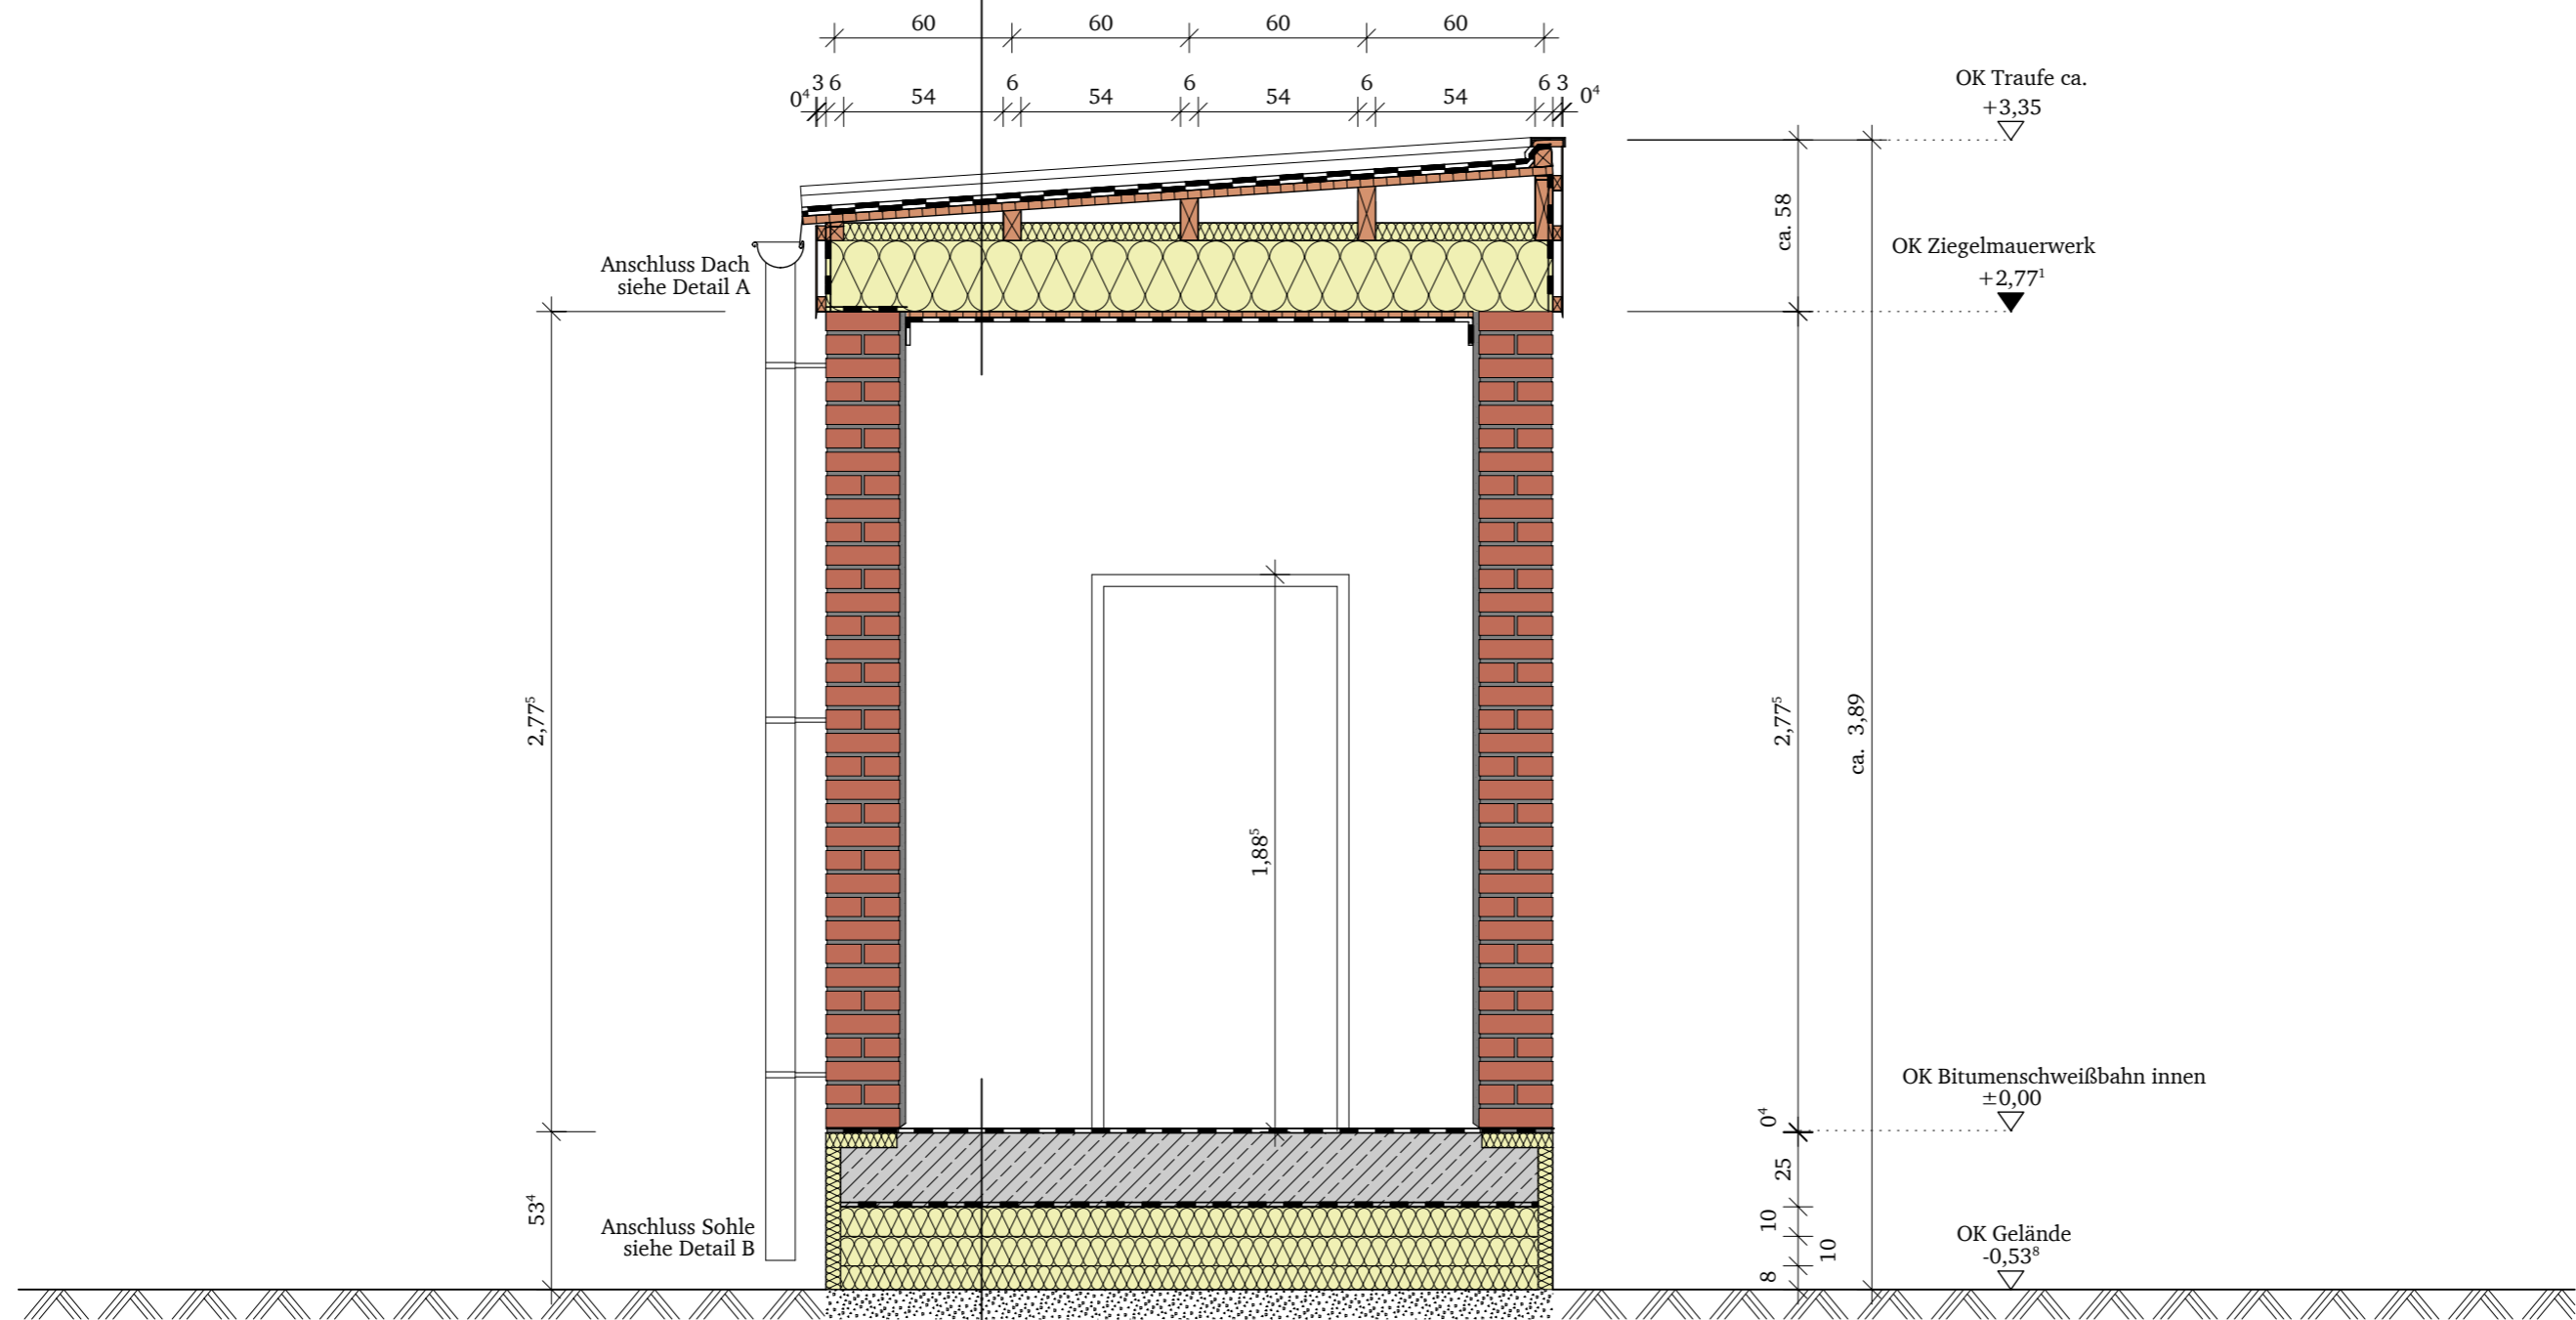 60 60 60 60
0⁴ 3 6 54 6 54 6 54 6 54 6 3 0⁴
OK Traufe ca.
+3,35
ca. 58
OK Ziegelmauerwerk
+2,77¹
Anschluss Dach
siehe Detail A
2,77⁵
1,88⁵
2,77⁵
ca. 3,89
OK Bitumenschweißbahn innen
±0,00
0⁴
25
53⁴
Anschluss Sohle
siehe Detail B
10
10
8
OK Gelände
-0,53⁸